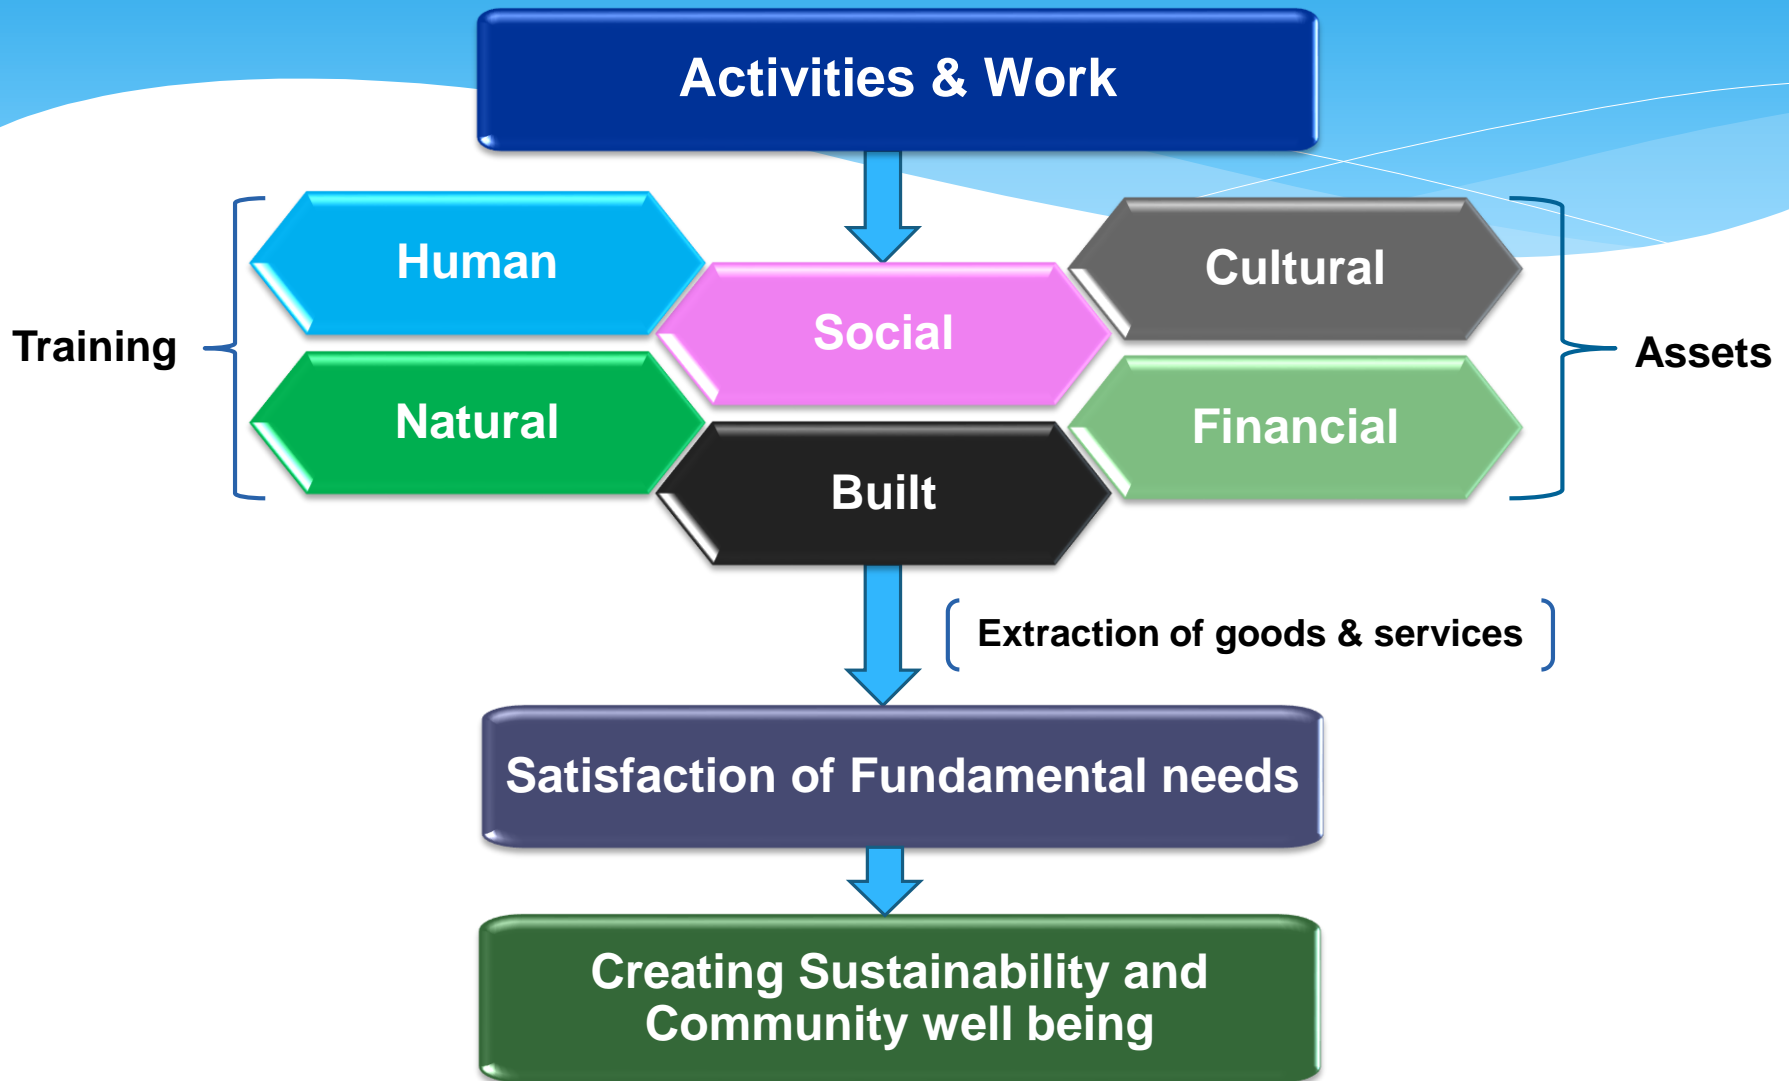 Activities & Work
Human
Cultural
Social
Training
Assets
Natural
Financial
Built
Extraction of goods & services
Satisfaction of Fundamental needs
Creating Sustainability and
Community well being